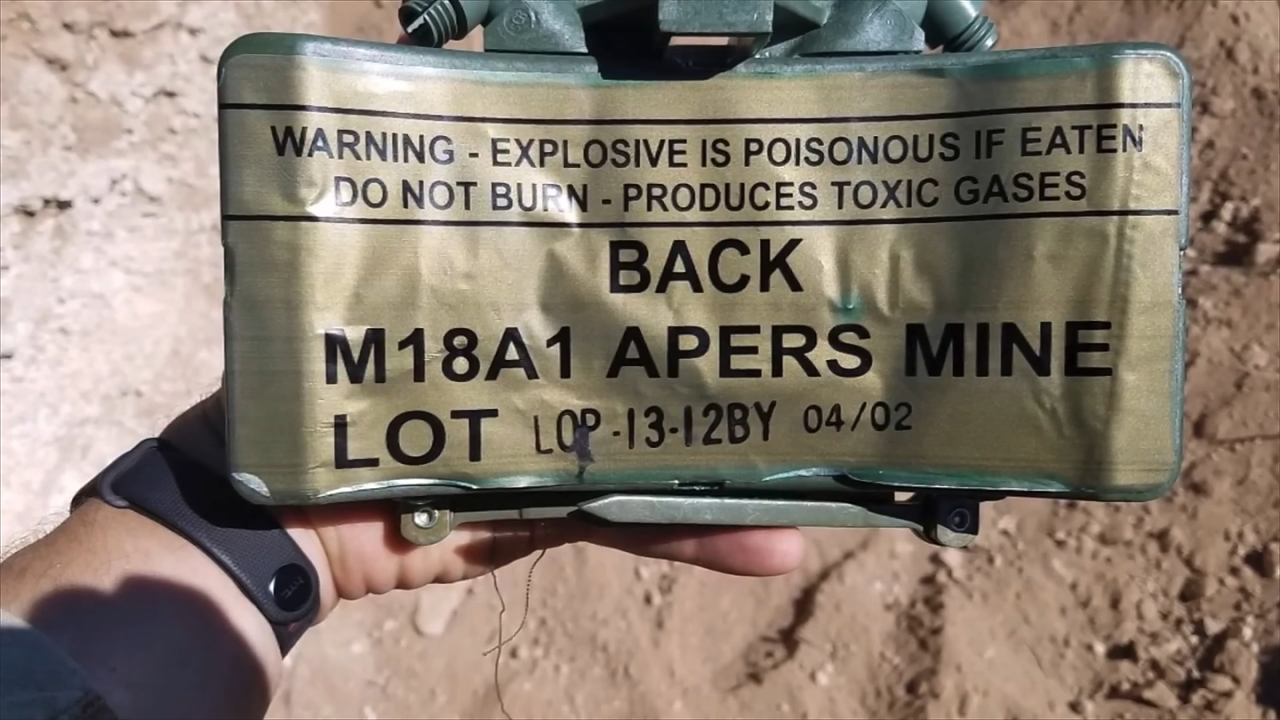 WARNING - EXPLOSIVE IS POISONOUS IF EATEN
DO NOT BURN - PRODUCES TOXIC GASES
BACK
M18A1 APERS MINE
LOT LOP-13-12BY 04/02